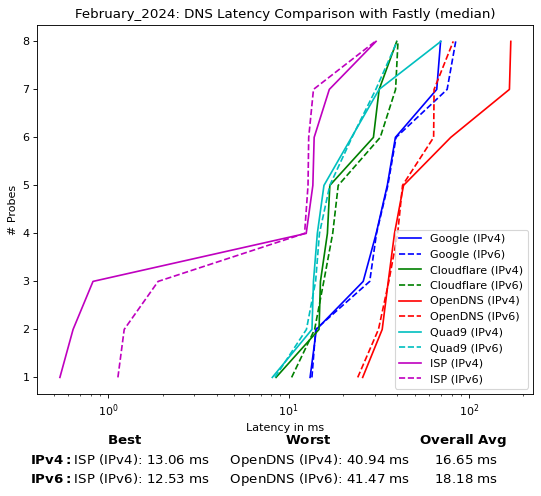 February_2024: DNS Latency Comparison with Fastly (median)
8
7
6
5
4
3
2
1
# Probes
10⁰ 10¹ 10²
Latency in ms
Google (IPv4)
Google (IPv6)
Cloudflare (IPv4)
Cloudflare (IPv6)
OpenDNS (IPv4)
OpenDNS (IPv6)
Quad9 (IPv4)
Quad9 (IPv6)
ISP (IPv4)
ISP (IPv6)
Best Worst Overall Avg
IPv4: ISP (IPv4): 13.06 ms OpenDNS (IPv4): 40.94 ms 16.65 ms
IPv6: ISP (IPv6): 12.53 ms OpenDNS (IPv6): 41.47 ms 18.18 ms